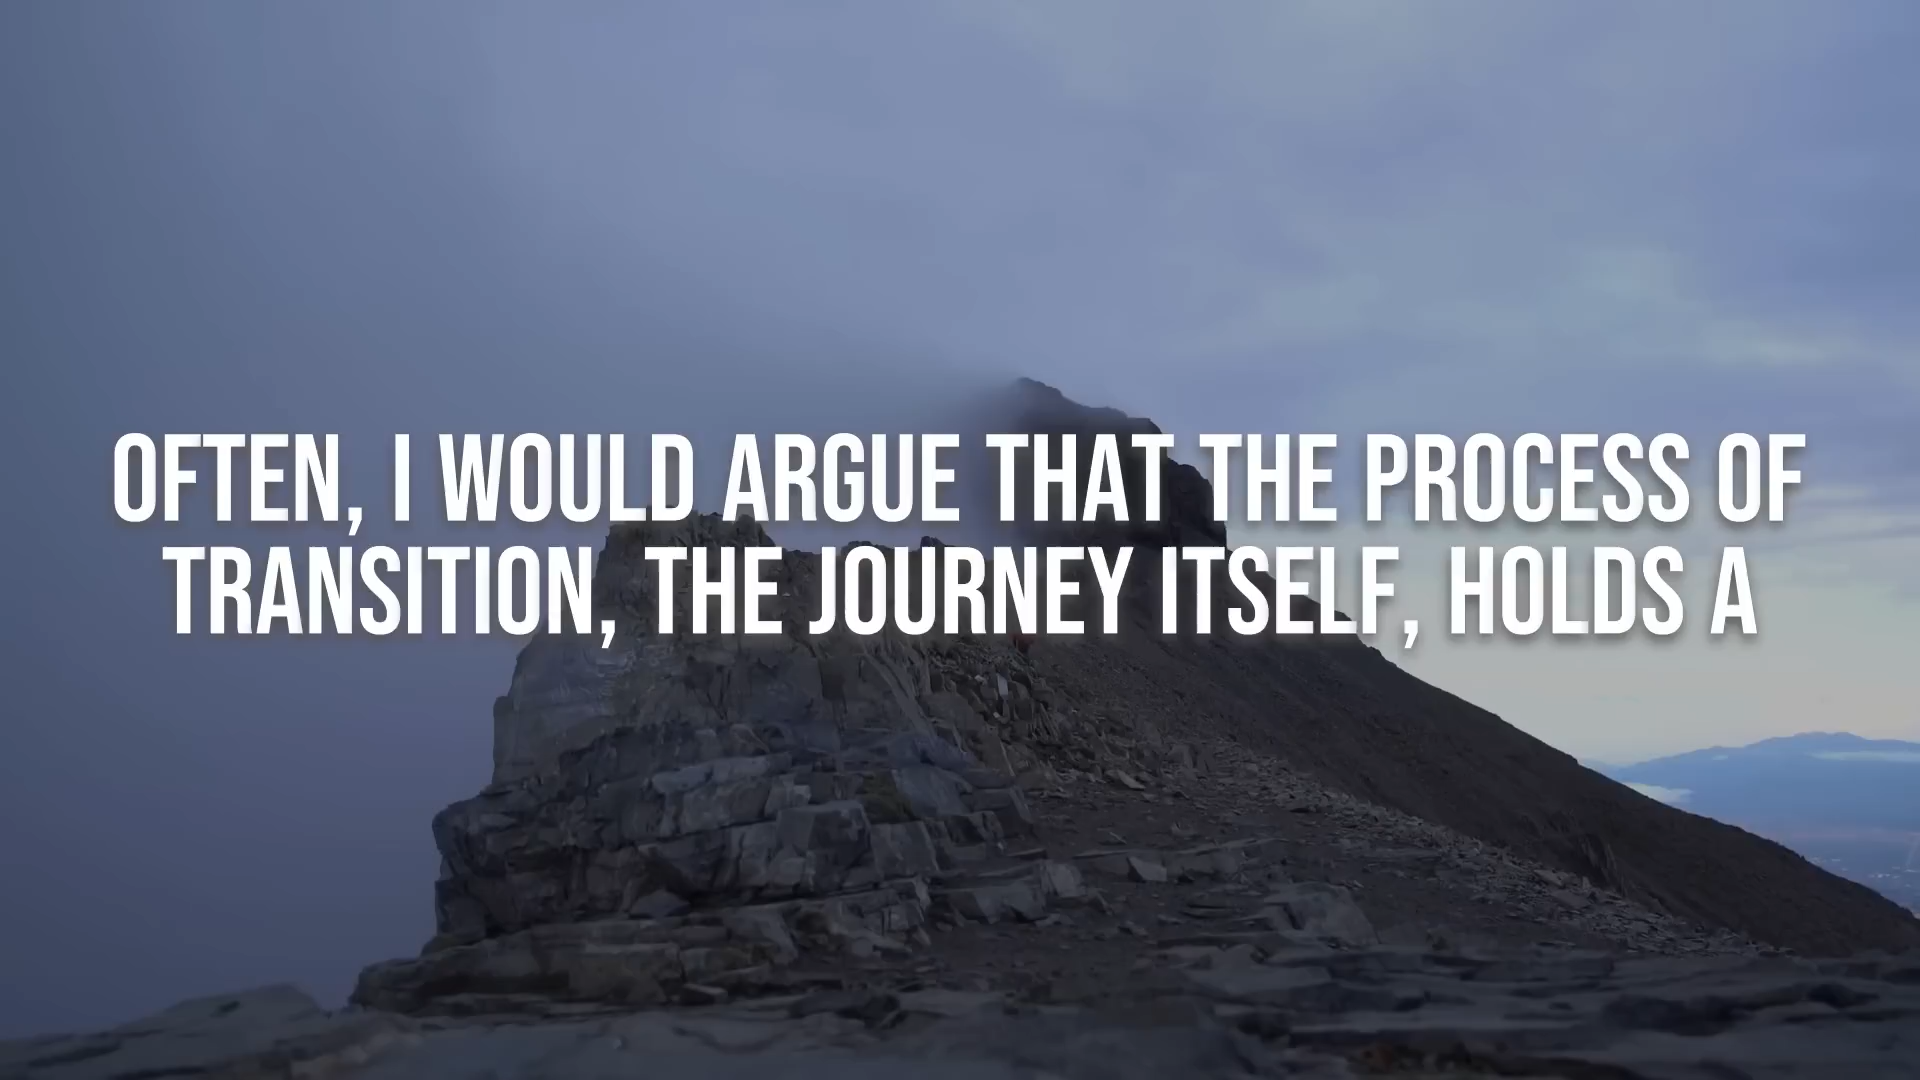 OFTEN, I WOULD ARGUE THAT THE PROCESS OF
TRANSITION, THE JOURNEY ITSELF, HOLDS A